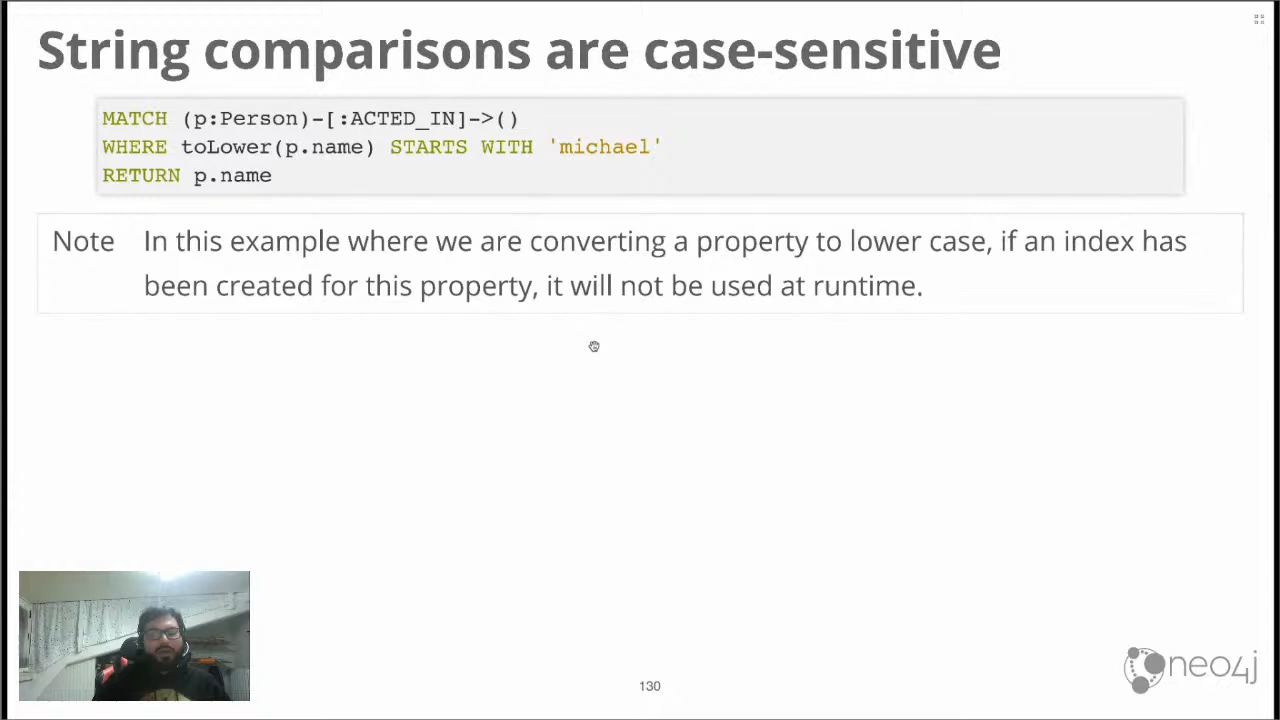 String comparisons are case-sensitive
MATCH (p:Person)-[:ACTED_IN]->()
WHERE toLower(p.name) STARTS WITH 'michael'
RETURN p.name
Note In this example where we are converting a property to lower case, if an index has
been created for this property, it will not be used at runtime.
130
neo4j